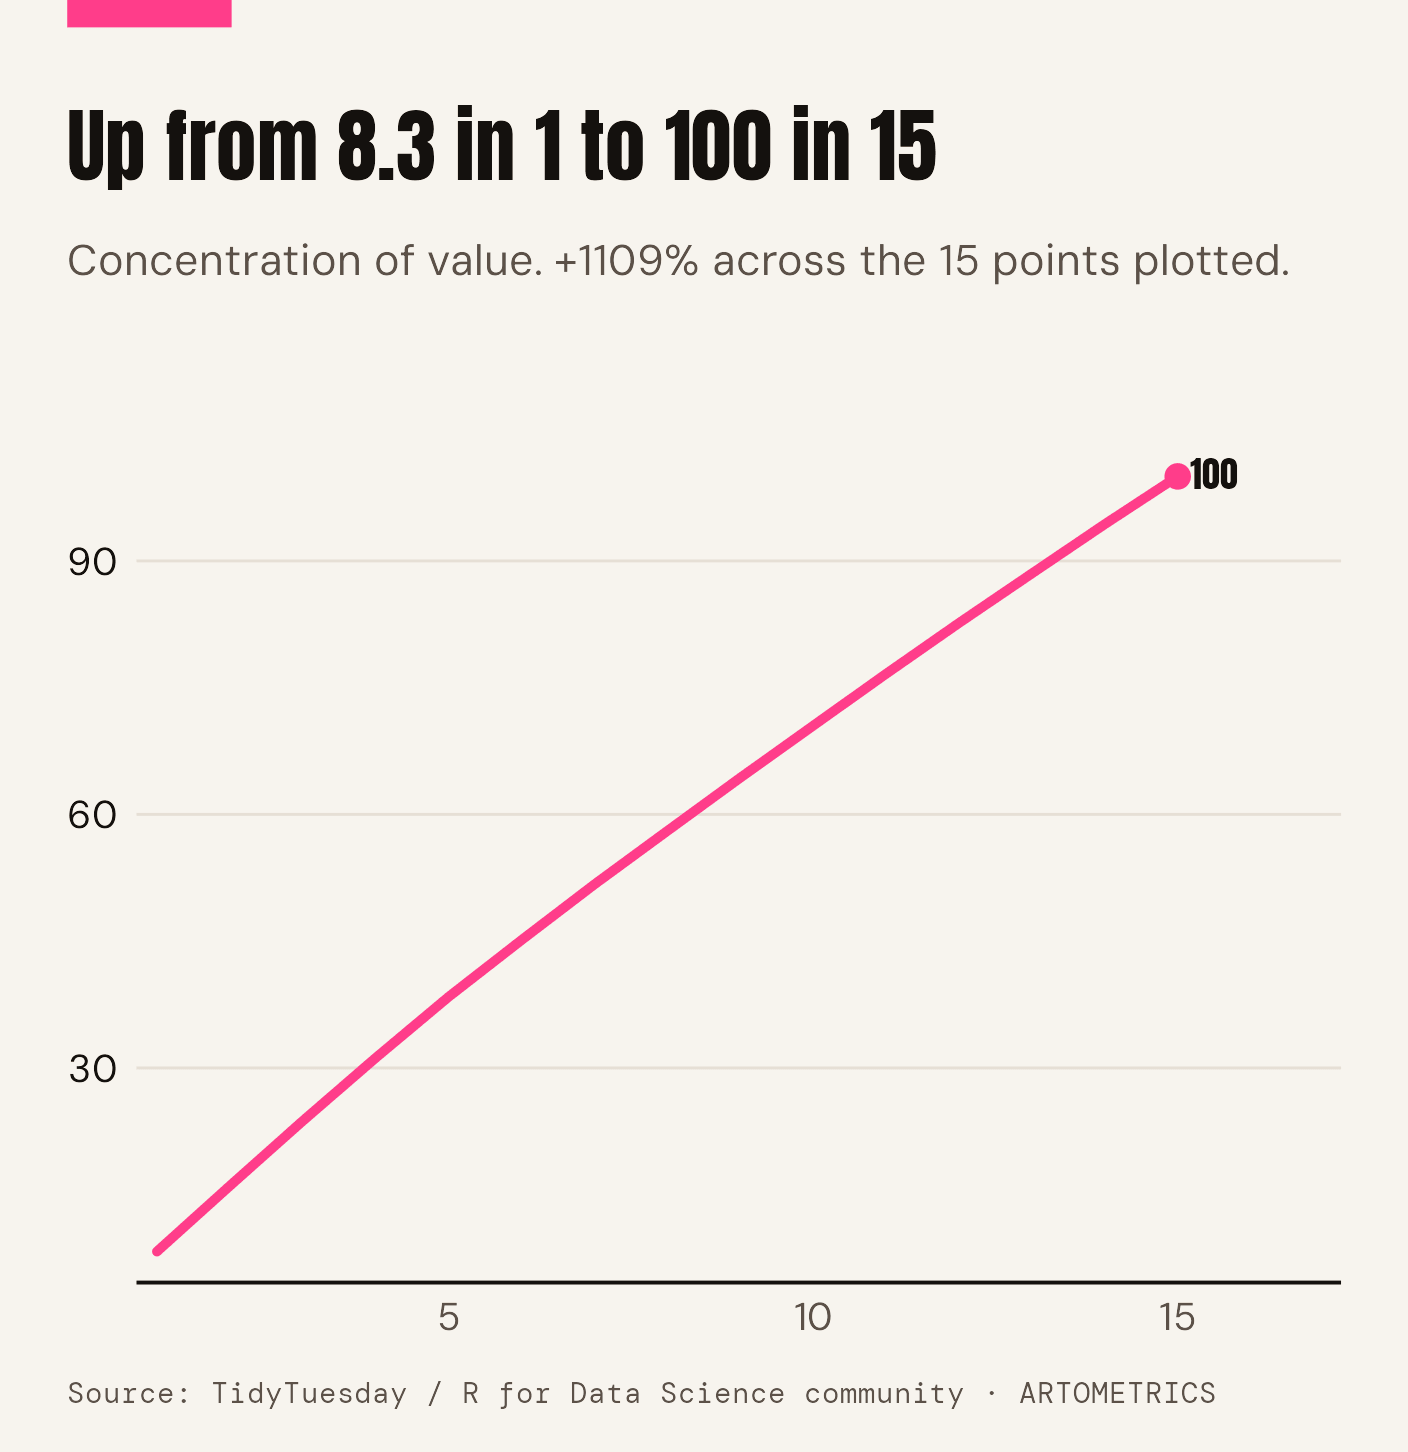 Up from 8.3 in 1 to 100 in 15
Concentration of value. +1109% across the 15 points plotted.
100
90
60
30
5 10 15
Source: TidyTuesday / R for Data Science community · ARTOMETRICS